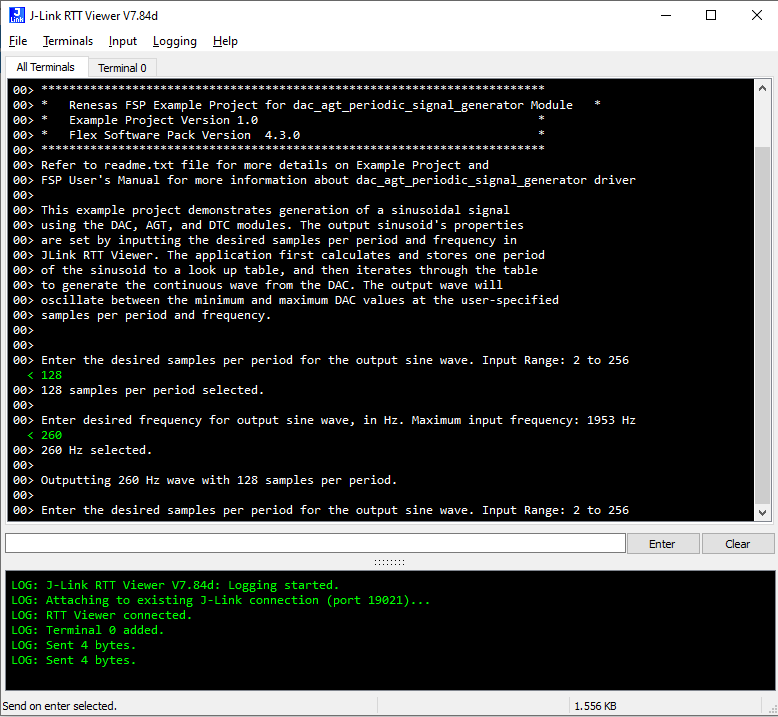 J-Link RTT Viewer V7.84d
File Terminals Input Logging Help
All Terminals Terminal 0
00> ************************************************************************
00> *   Renesas FSP Example Project for dac_agt_periodic_signal_generator Module   *
00> *   Example Project Version 1.0                                        *
00> *   Flex Software Pack Version  4.3.0                                  *
00> ************************************************************************
00> Refer to readme.txt file for more details on Example Project and
00> FSP User's Manual for more information about dac_agt_periodic_signal_generator driver
00>
00> This example project demonstrates generation of a sinusoidal signal
00> using the DAC, AGT, and DTC modules. The output sinusoid's properties
00> are set by inputting the desired samples per period and frequency in
00> JLink RTT Viewer. The application first calculates and stores one period
00> of the sinusoid to a look up table, and then iterates through the table
00> to generate the continuous wave from the DAC. The output wave will
00> oscillate between the minimum and maximum DAC values at the user-specified
00> samples per period and frequency.
00>
00>
00> Enter the desired samples per period for the output sine wave. Input Range: 2 to 256
< 128
00> 128 samples per period selected.
00>
00> Enter desired frequency for output sine wave, in Hz. Maximum input frequency: 1953 Hz
< 260
00> 260 Hz selected.
00>
00> Outputting 260 Hz wave with 128 samples per period.
00>
00> Enter the desired samples per period for the output sine wave. Input Range: 2 to 256
Enter Clear
LOG: J-Link RTT Viewer V7.84d: Logging started.
LOG: Attaching to existing J-Link connection (port 19021)...
LOG: RTT Viewer connected.
LOG: Terminal 0 added.
LOG: Sent 4 bytes.
LOG: Sent 4 bytes.
Send on enter selected. 1.556 KB